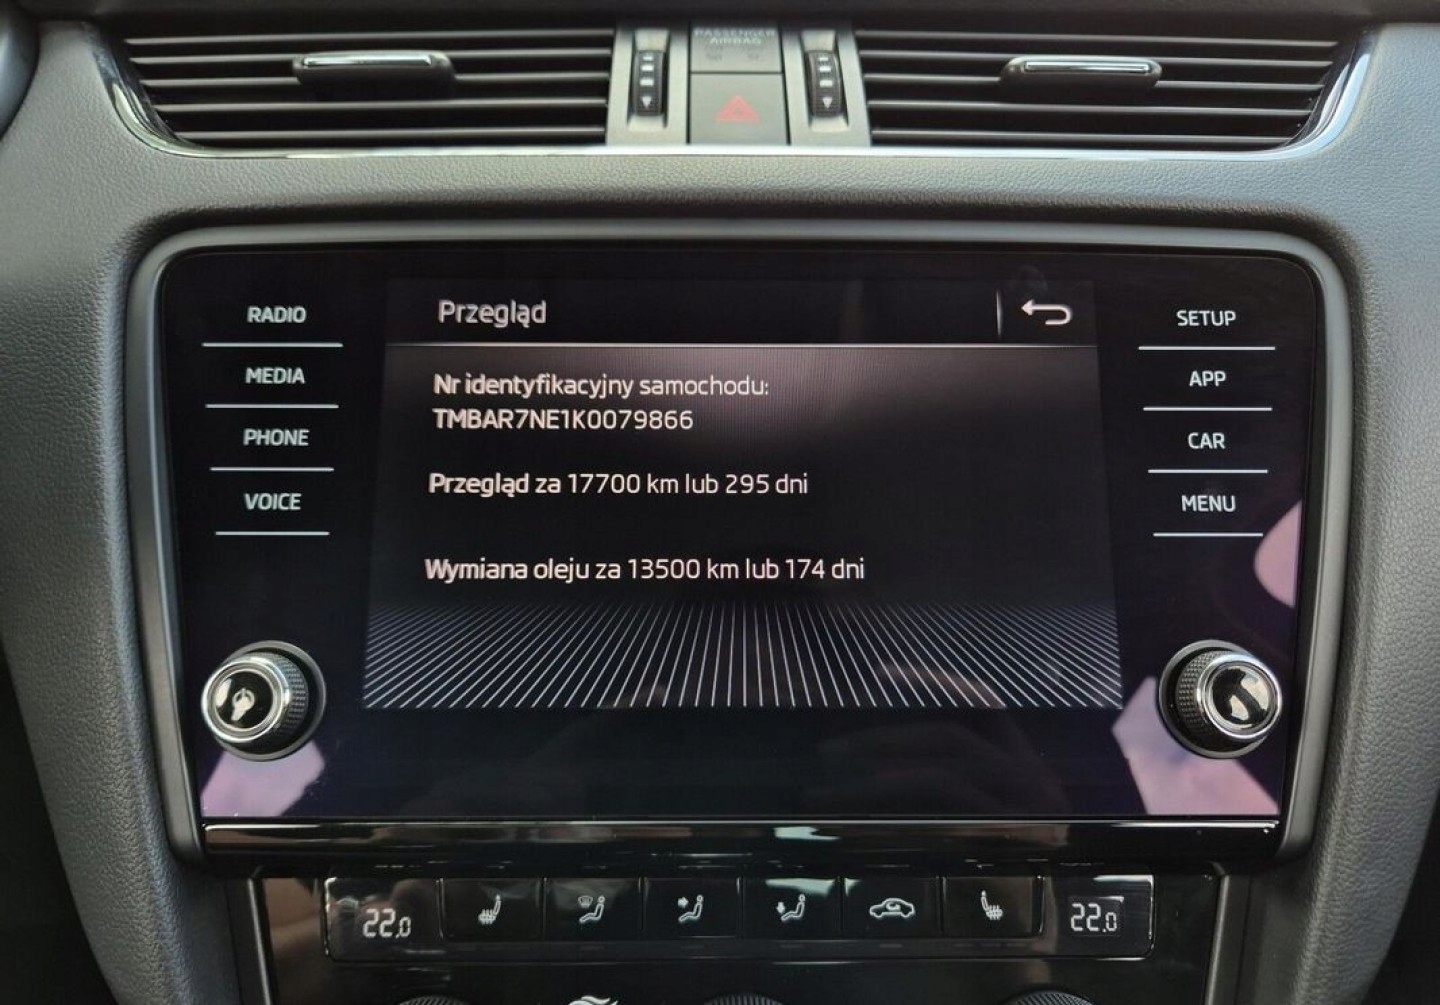 PASSENGER
AIRBAG
Przegląd
RADIO
MEDIA
PHONE
VOICE
Nr identyfikacyjny samochodu:
TMBAR7NE1K0079866
Przegląd za 17700 km lub 295 dni
Wymiana oleju za 13500 km lub 174 dni
SETUP
APP
CAR
MENU
22.0
22.0